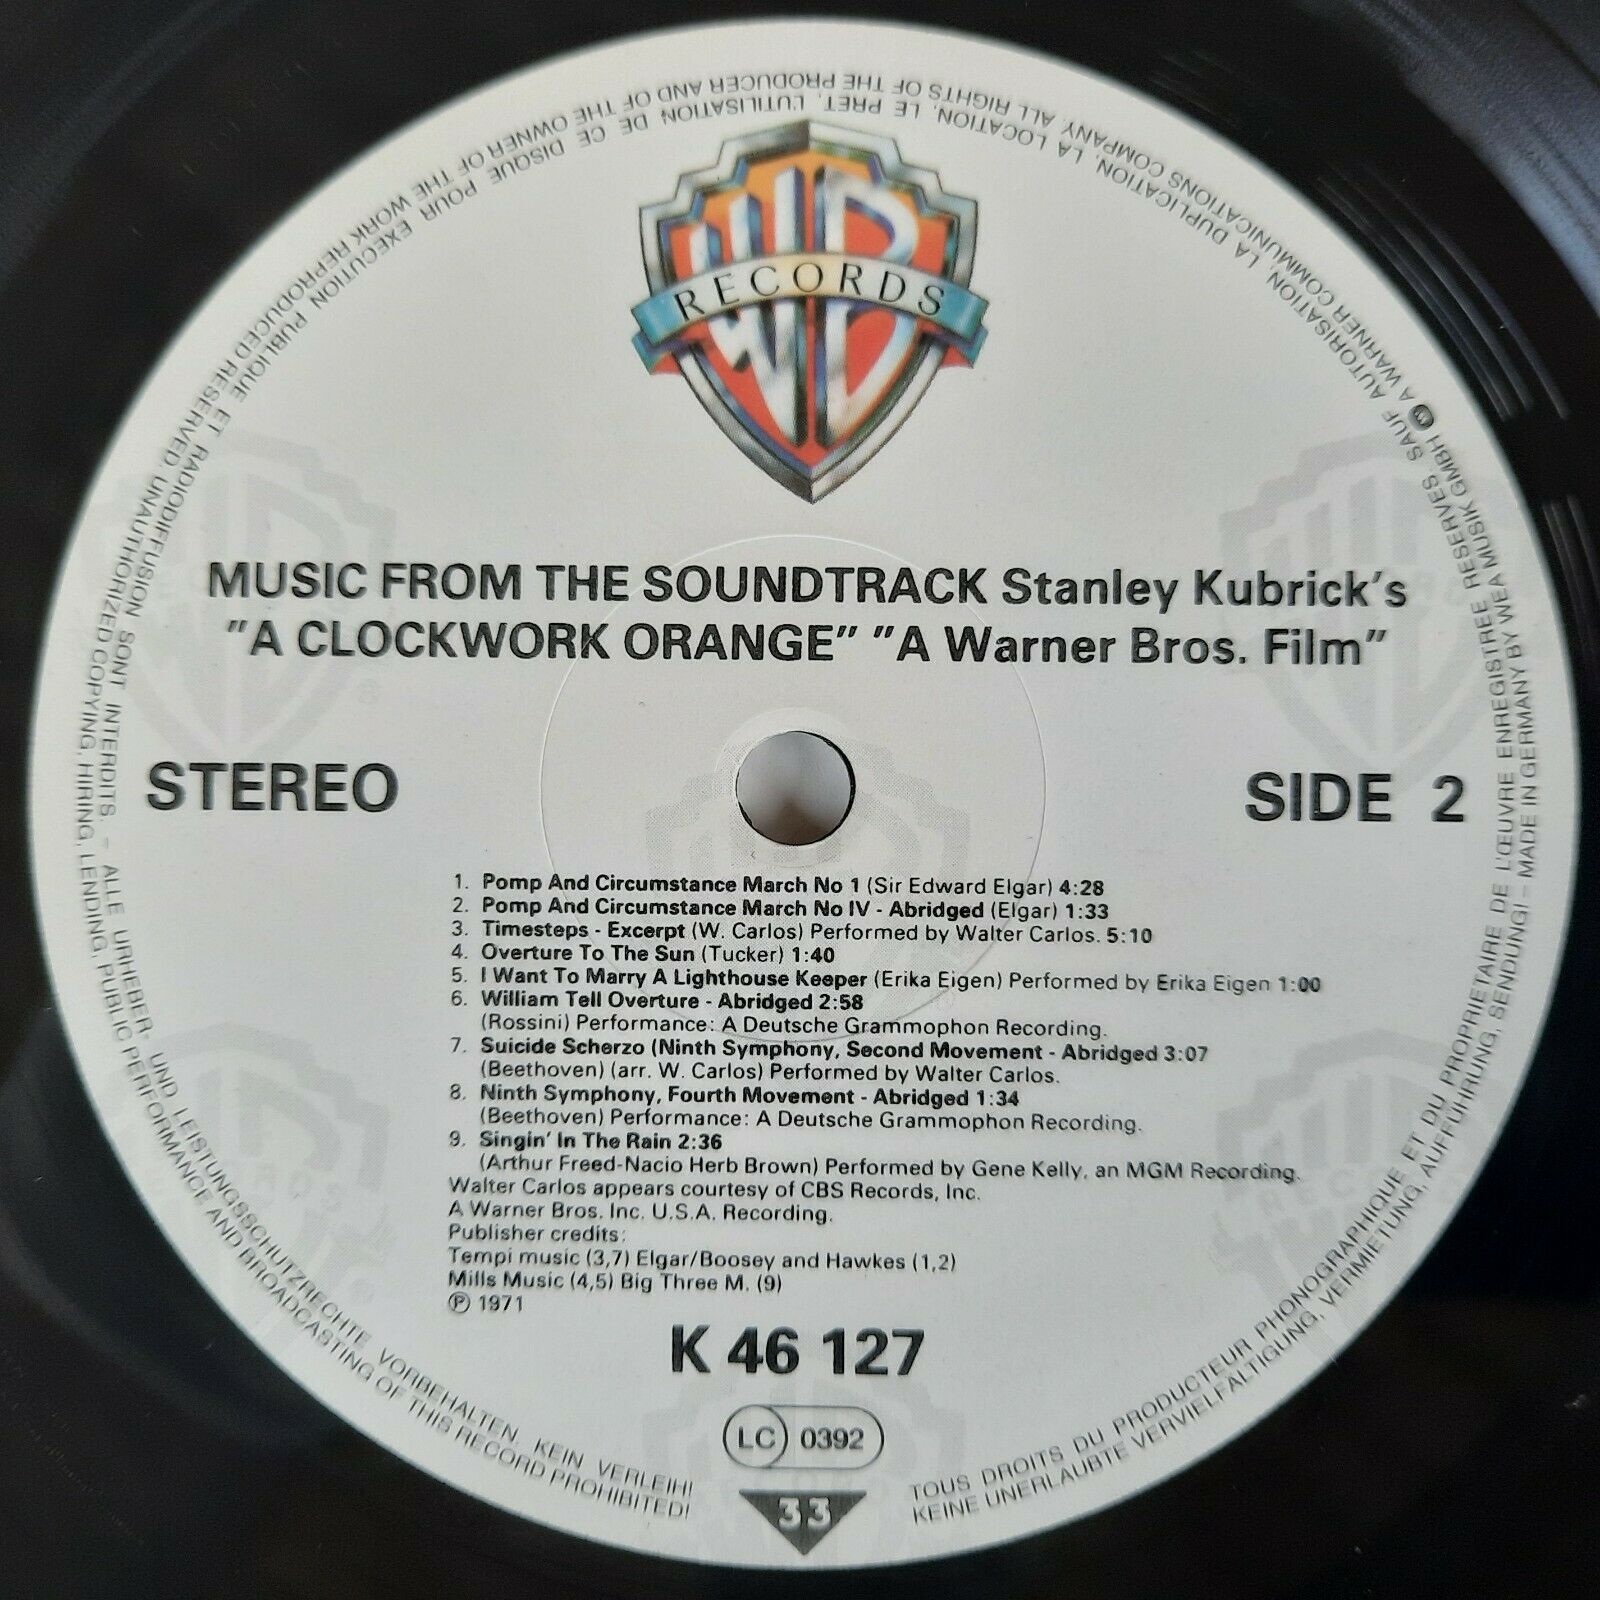 WB
RECORDS
MUSIC FROM THE SOUNDTRACK Stanley Kubrick's
"A CLOCKWORK ORANGE" "A Warner Bros. Film"
STEREO
SIDE 2
1. Pomp And Circumstance March No 1 (Sir Edward Elgar) 4:28
2. Pomp And Circumstance March No IV - Abridged (Elgar) 1:33
3. Timesteps - Excerpt (W. Carlos) Performed by Walter Carlos. 5:10
4. Overture To The Sun (Tucker) 1:40
5. I Want To Marry A Lighthouse Keeper (Erika Eigen) Performed by Erika Eigen 1:00
6. William Tell Overture - Abridged 2:58
(Rossini) Performance: A Deutsche Grammophon Recording.
7. Suicide Scherzo (Ninth Symphony, Second Movement - Abridged 3:07
(Beethoven) (arr. W. Carlos) Performed by Walter Carlos.
8. Ninth Symphony, Fourth Movement - Abridged 1:34
(Beethoven) Performance: A Deutsche Grammophon Recording.
9. Singin' In The Rain 2:36
(Arthur Freed-Nacio Herb Brown) Performed by Gene Kelly, an MGM Recording.
Walter Carlos appears courtesy of CBS Records, Inc.
A Warner Bros. Inc. U.S.A. Recording.
Publisher credits:
Tempi music (3,7) Elgar/Boosey and Hawkes (1,2)
Mills Music (4,5) Big Three M. (9)
℗ 1971
K 46 127
LC 0392
33
TOUS DROITS DU PRODUCTEUR PHONOGRAPHIQUE ET DU PROPRIETAIRE DE L'ŒUVRE ENREGISTREE RESERVES. SAUF AUTORISATION, LA DUPLICATION, LA LOCATION, LE PRET, L'UTILISATION DE CE DISQUE POUR EXECUTION PUBLIQUE ET RADIODIFFUSION SONT INTERDITS. - ALLE URHEBER- UND LEISTUNGSSCHUTZRECHTE VORBEHALTEN. KEIN VERLEIH!
KEINE UNERLAUBTE VERVIELFÄLTIGUNG, VERMIETUNG, AUFFÜHRUNG, SENDUNG! - MADE IN GERMANY BY WEA MUSIK GMBH A WARNER COMMUNICATIONS COMPANY. ALL RIGHTS OF THE PRODUCER AND OF THE OWNER OF THE WORK REPRODUCED RESERVED. UNAUTHORIZED COPYING, HIRING, LENDING, PUBLIC PERFORMANCE AND BROADCASTING OF THIS RECORD PROHIBITED!